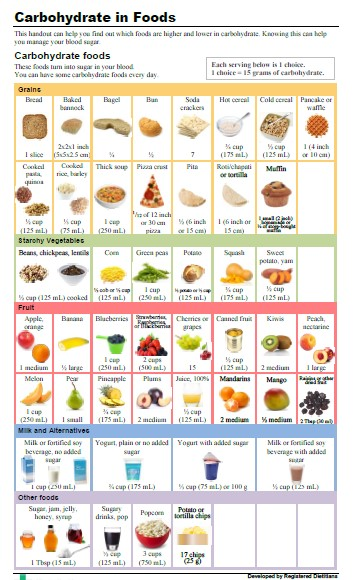 Carbohydrate in Foods
This handout can help you find out which foods are higher and lower in carbohydrate. Knowing this can help
you manage your blood sugar.
Carbohydrate foods
These foods turn into sugar in your blood.
You can have some carbohydrate foods every day.
Each serving below is 1 choice.
1 choice = 15 grams of carbohydrate.
Grains
Bread
1 slice
Baked
bannock
2x2x1 inch
(5x5x2.5 cm)
Bagel
Bun
½
Soda
crackers
7
Hot cereal
¾ cup
(175 mL)
Cold cereal
½ cup
(125 mL)
Pancake or
waffle
1 (4 inch
or 10 cm)
Cooked
pasta,
quinoa
½ cup
(125 mL)
Cooked
rice, barley
⅓ cup
(75 mL)
Thick soup
1 cup
(250 mL)
Pizza crust
1/12 of 12 inch
or 30 cm
pizza
Pita
½ (6 inch
or 15 cm)
Roti/chapati
or tortilla
1 (6 inch or
15 cm)
Muffin
1 small (2 inch)
homemade or
⅓ of store-bought
muffin
Starchy Vegetables
Beans, chickpeas, lentils
½ cup (125 mL) cooked
Corn
½ cob or ½ cup
(125 mL)
Green peas
1 cup
(250 mL)
Potato
½ potato or ½ cup
(125 mL)
Squash
¾ cup
(175 mL)
Sweet
potato, yam
½ cup
(125 mL)
Fruit
Apple,
orange
1 medium
Banana
½ medium
Blueberries
1 cup
(250 mL)
Strawberries,
Raspberries,
or Blackberries
2 cups
(500 mL)
Cherries or
grapes
15
Canned fruit
½ cup
(125 mL)
Kiwis
2 medium
Peach,
nectarine
1 large
Melon
1 cup
(250 mL)
Pear
1 small
Pineapple
¾ cup
(175 mL)
Plums
2 medium
Juice, 100%
½ cup
(125 mL)
Mandarins
2 medium
Mango
½ medium
Raisins or other
dried fruit
2 Tbsp (30 ml)
Milk and Alternatives
Milk or fortified soy
beverage, no added
sugar
1 cup (250 mL)
Yogurt, plain or no added
sugar
¾ cup (175 mL)
Yogurt with added sugar
⅓ cup (75 mL) or 100 g
Milk or fortified soy
beverage with added
sugar
½ cup (125 mL)
Other foods
Sugar, jam, jelly,
honey, syrup
1 Tbsp (15 mL)
Sugary
drinks, pop
½ cup
(125 mL)
Popcorn
3 cups
(750 mL)
Potato or
tortilla chips
17 chips
(25 g)
Developed by Registered Dietitians